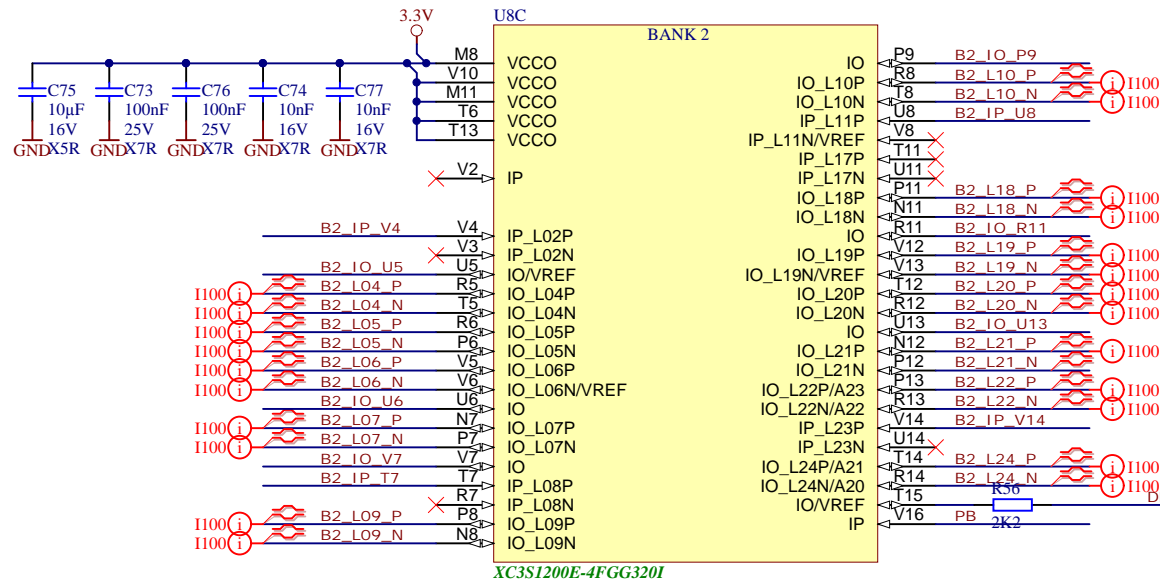 3.3V
U8C
BANK 2
C75
10µF
16V
X5R
GND
C73
100nF
25V
X7R
GND
C76
100nF
25V
X7R
GND
C74
10nF
16V
X7R
GND
C77
10nF
16V
X7R
GND
M8 VCCO
V10 VCCO
M11 VCCO
T6 VCCO
T13 VCCO
V2 IP
B2_IP_V4 V4 IP_L02P
V3 IP_L02N
B2_IO_U5 U5 IO/VREF
I100 i B2_L04_P R5 IO_L04P
I100 i B2_L04_N T5 IO_L04N
I100 i B2_L05_P R6 IO_L05P
I100 i B2_L05_N P6 IO_L05N
I100 i B2_L06_P V5 IO_L06P
I100 i B2_L06_N V6 IO_L06N/VREF
B2_IO_U6 U6 IO
I100 i B2_L07_P N7 IO_L07P
I100 i B2_L07_N P7 IO_L07N
B2_IO_V7 V7 IO
B2_IP_T7 T7 IP_L08P
R7 IP_L08N
I100 i B2_L09_P P8 IO_L09P
I100 i B2_L09_N N8 IO_L09N
IO P9 B2_IO_P9
IO_L10P R8 B2_L10_P i I100
IO_L10N T8 B2_L10_N i I100
IP_L11P U8 B2_IP_U8
IP_L11N/VREF V8
IP_L17P T11
IP_L17N U11
IO_L18P P11 B2_L18_P i I100
IO_L18N N11 B2_L18_N i I100
IO R11 B2_IO_R11
IO_L19P V12 B2_L19_P i I100
IO_L19N/VREF V13 B2_L19_N i I100
IO_L20P T12 B2_L20_P i I100
IO_L20N R12 B2_L20_N i I100
IO U13 B2_IO_U13
IO_L21P N12 B2_L21_P i I100
IO_L21N P12 B2_L21_N
IO_L22P/A23 P13 B2_L22_P i I100
IO_L22N/A22 R13 B2_L22_N i I100
IP_L23P V14 B2_IP_V14
IP_L23N U14
IO_L24P/A21 T14 B2_L24_P i I100
IO_L24N/A20 R14 B2_L24_N i I100
IO/VREF T15 R56 2K2 D
IP V16 PB
XC3S1200E-4FGG320I